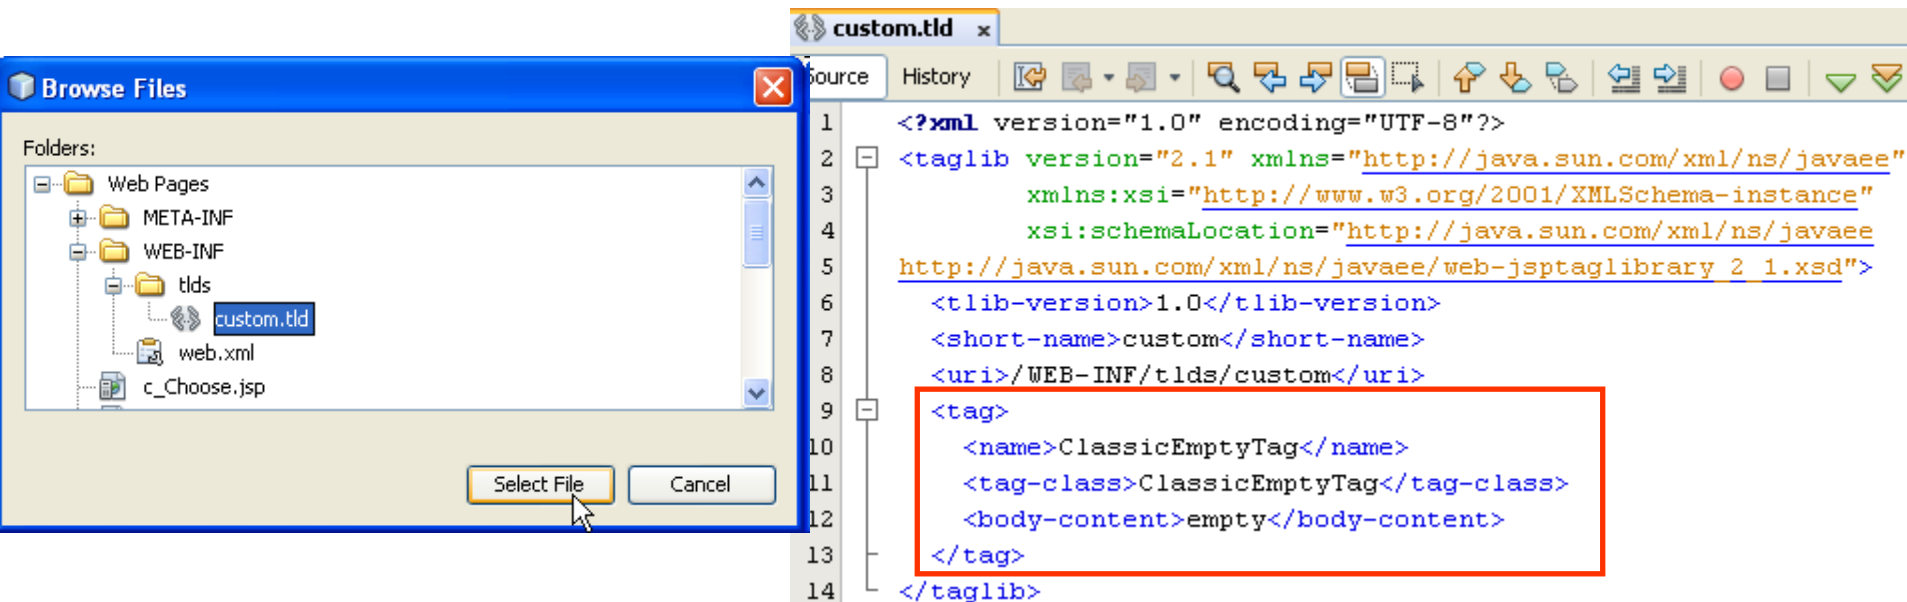 Browse Files
Folders:
Web Pages
META-INF
WEB-INF
tlds
custom.tld
web.xml
c_Choose.jsp
Select File
Cancel
custom.tld x
Source History
1 <?xml version="1.0" encoding="UTF-8"?>
2 <taglib version="2.1" xmlns="http://java.sun.com/xml/ns/javaee"
3 xmlns:xsi="http://www.w3.org/2001/XMLSchema-instance"
4 xsi:schemaLocation="http://java.sun.com/xml/ns/javaee
5 http://java.sun.com/xml/ns/javaee/web-jsptaglibrary_2_1.xsd">
6 <tlib-version>1.0</tlib-version>
7 <short-name>custom</short-name>
8 <uri>/WEB-INF/tlds/custom</uri>
9 <tag>
10 <name>ClassicEmptyTag</name>
11 <tag-class>ClassicEmptyTag</tag-class>
12 <body-content>empty</body-content>
13 </tag>
14 </taglib>